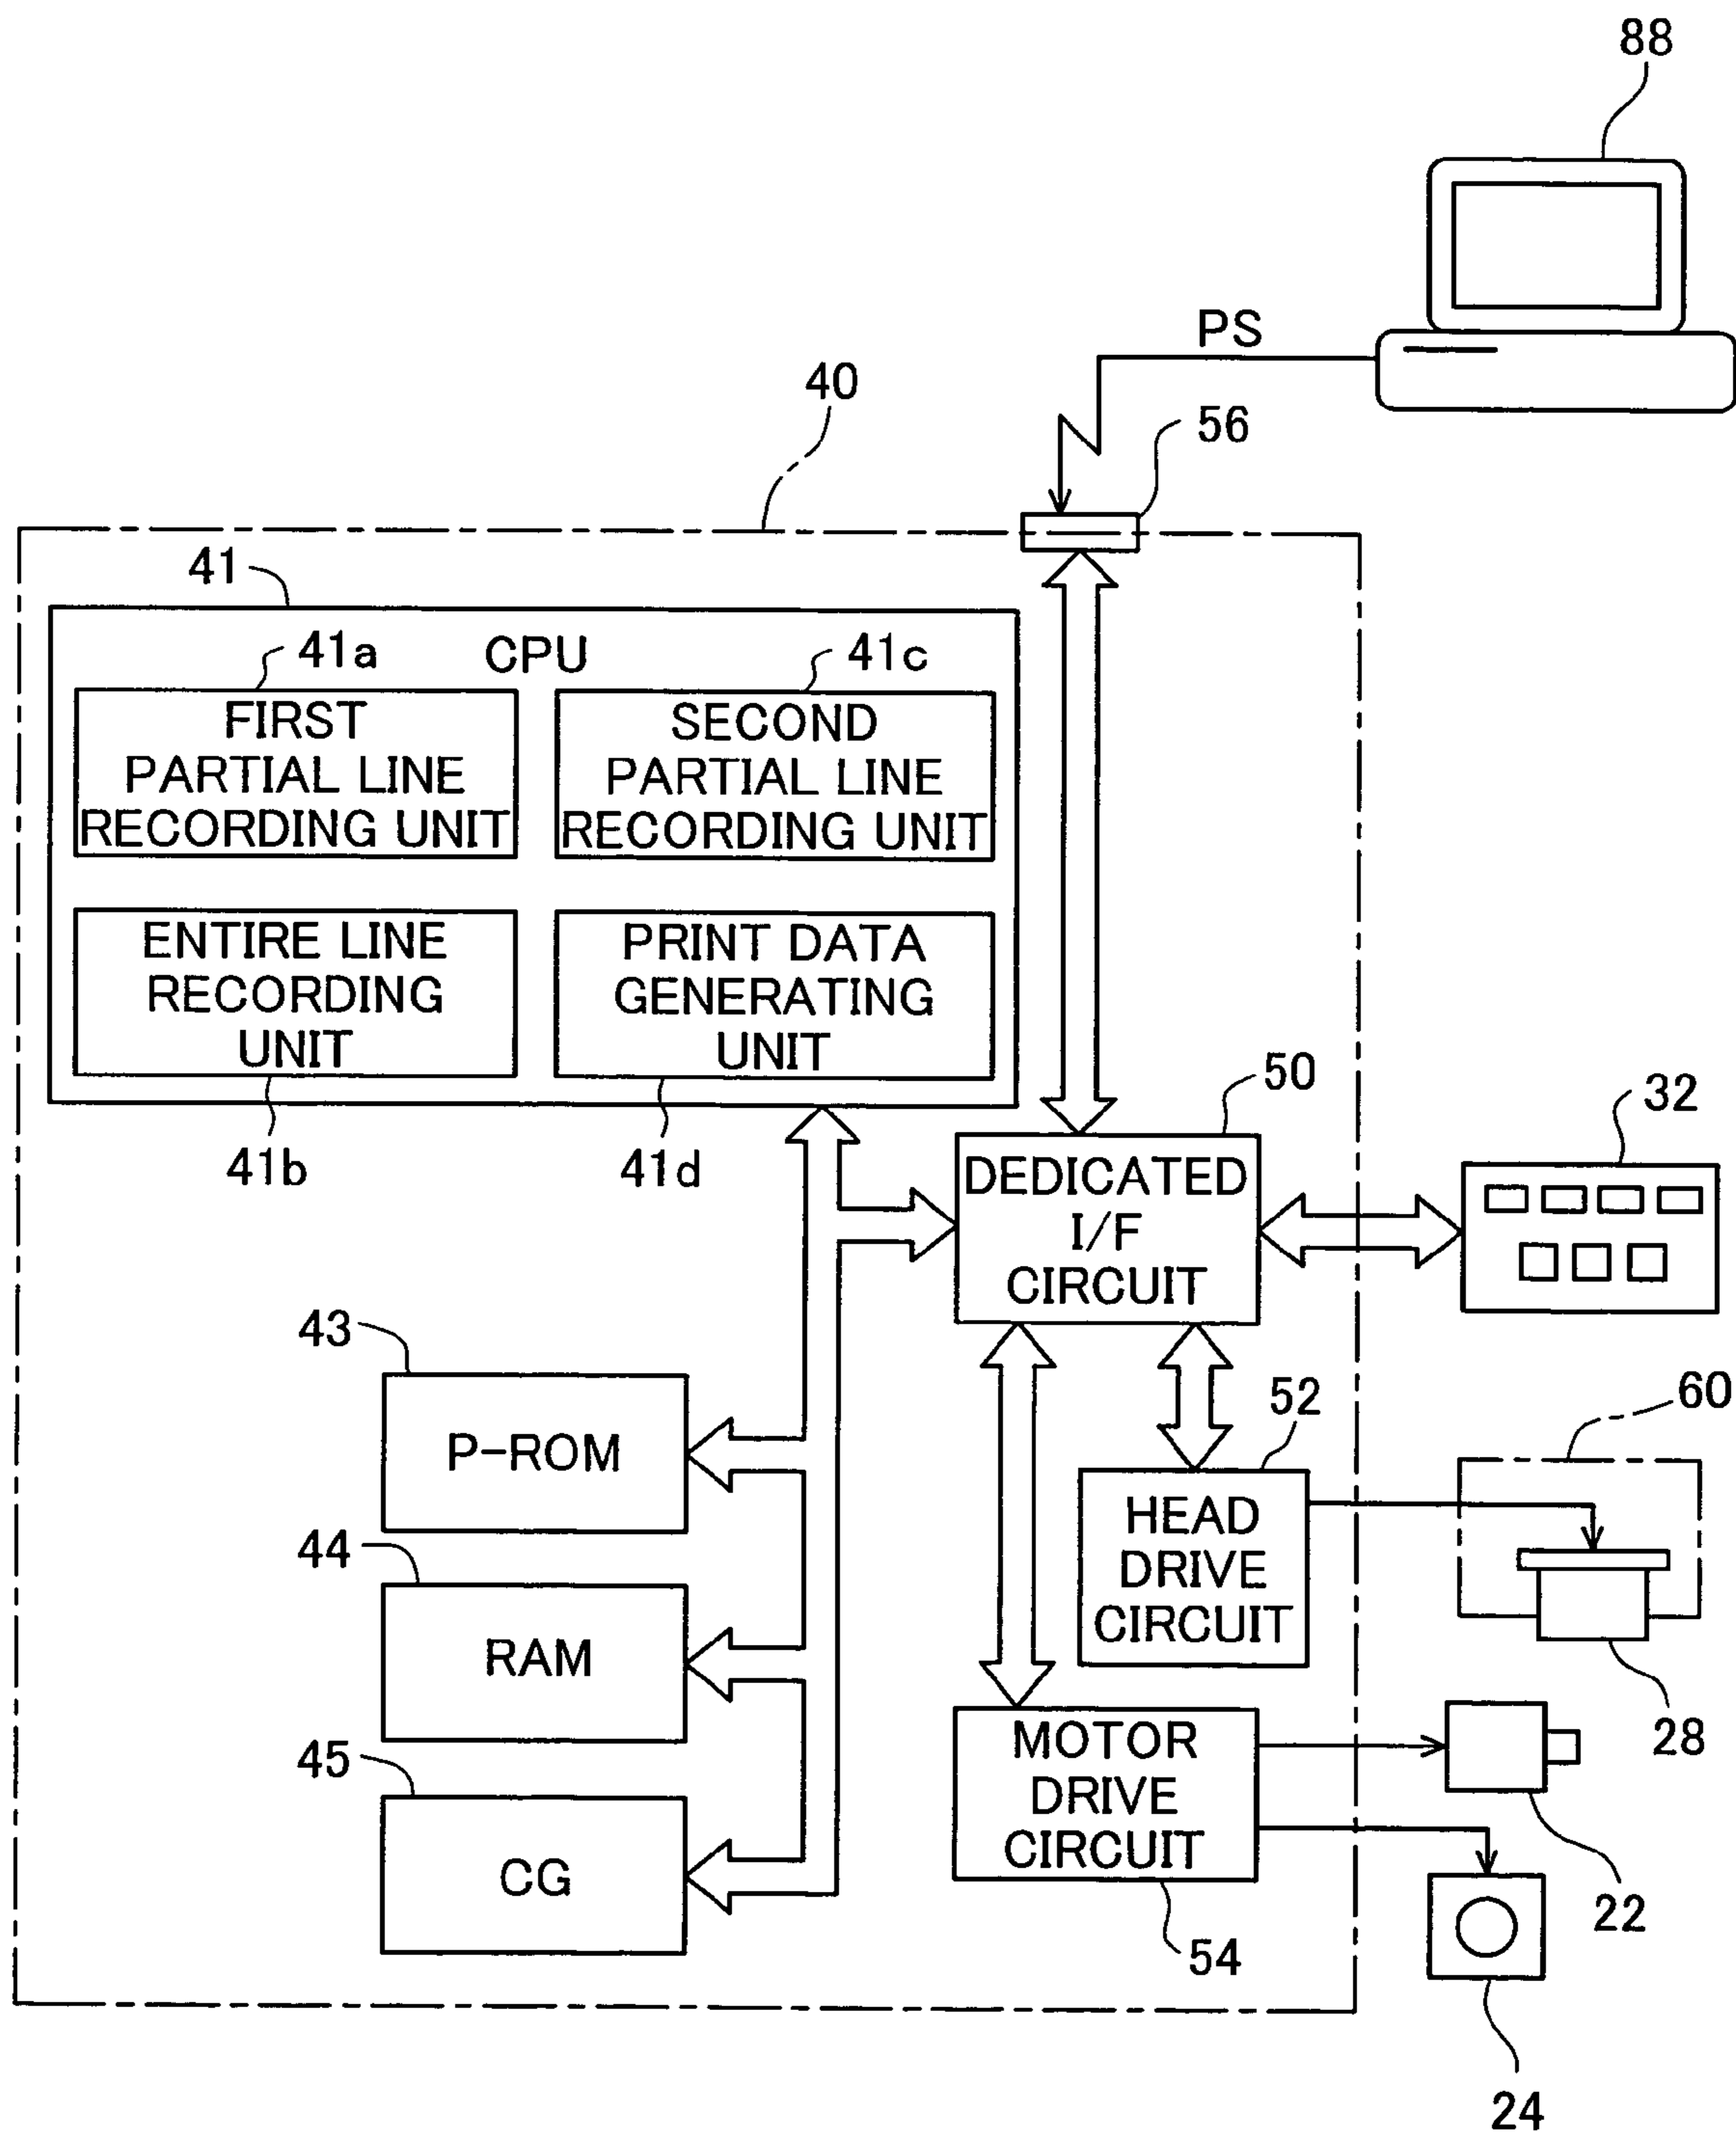 88
PS
40
56
41
41a
CPU
41c
FIRST
PARTIAL LINE
RECORDING UNIT
SECOND
PARTIAL LINE
RECORDING UNIT
ENTIRE LINE
RECORDING
UNIT
PRINT DATA
GENERATING
UNIT
41b
41d
50
32
DEDICATED
I/F
CIRCUIT
43
P-ROM
52
60
HEAD
DRIVE
CIRCUIT
44
RAM
28
45
CG
MOTOR
DRIVE
CIRCUIT
22
54
24